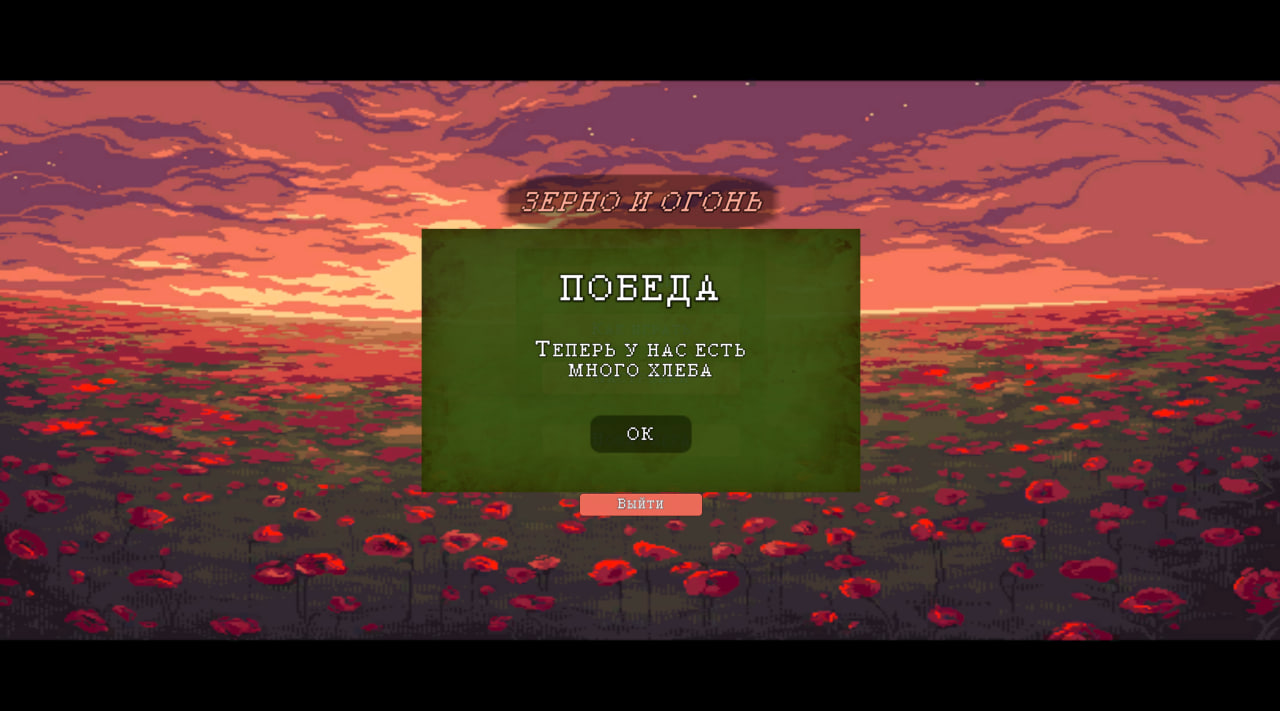 ЗЕРНО И ОГОНЬ
ПОБЕДА
Теперь у нас есть
много хлеба
ОК
Выйти